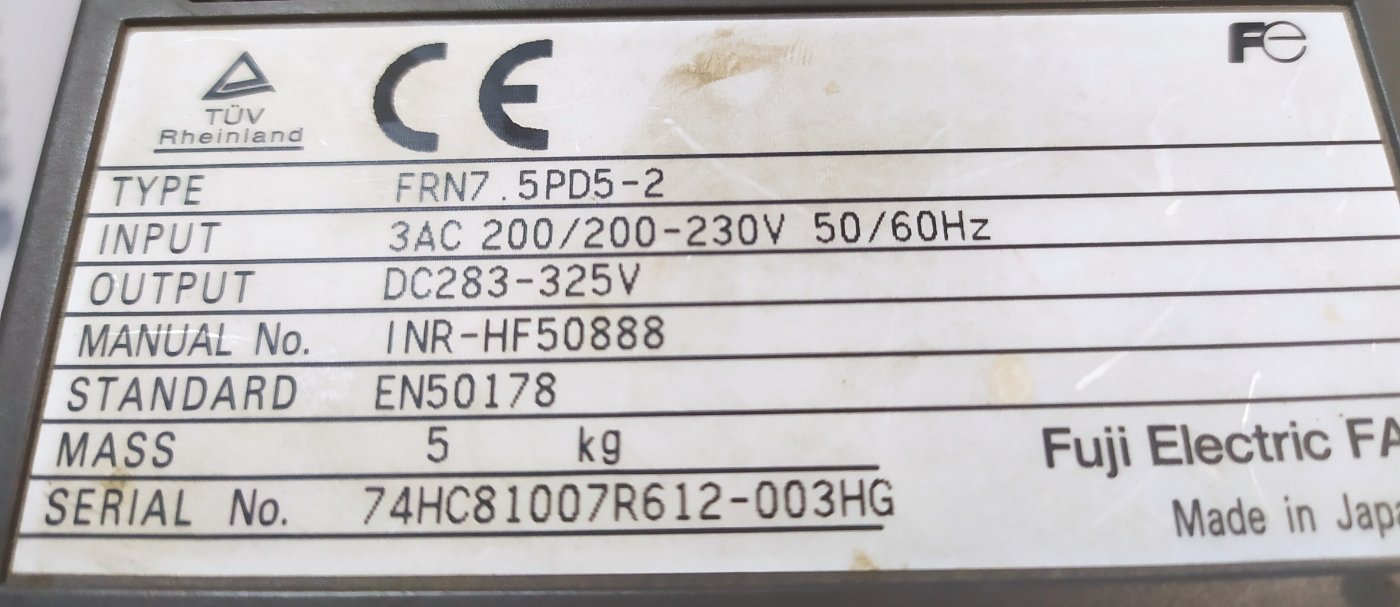 Fe
TÜV
Rheinland
CE
TYPE FRN7.5PD5-2
INPUT 3AC 200/200-230V 50/60Hz
OUTPUT DC283-325V
MANUAL No. INR-HF50888
STANDARD EN50178
MASS 5 kg
Fuji Electric FA
SERIAL No. 74HC81007R612-003HG
Made in Japa